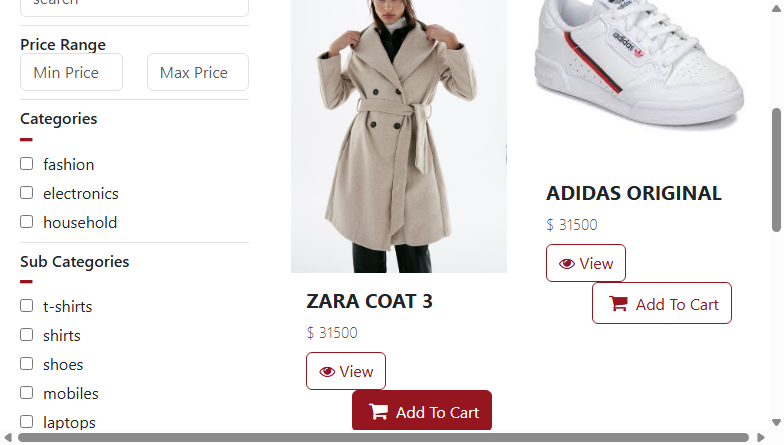 search
Price Range
Min Price
Max Price
Categories
fashion
electronics
household
Sub Categories
t-shirts
shirts
shoes
mobiles
laptops
ZARA COAT 3
$ 31500
View
Add To Cart
adidas
ADIDAS ORIGINAL
$ 31500
View
Add To Cart